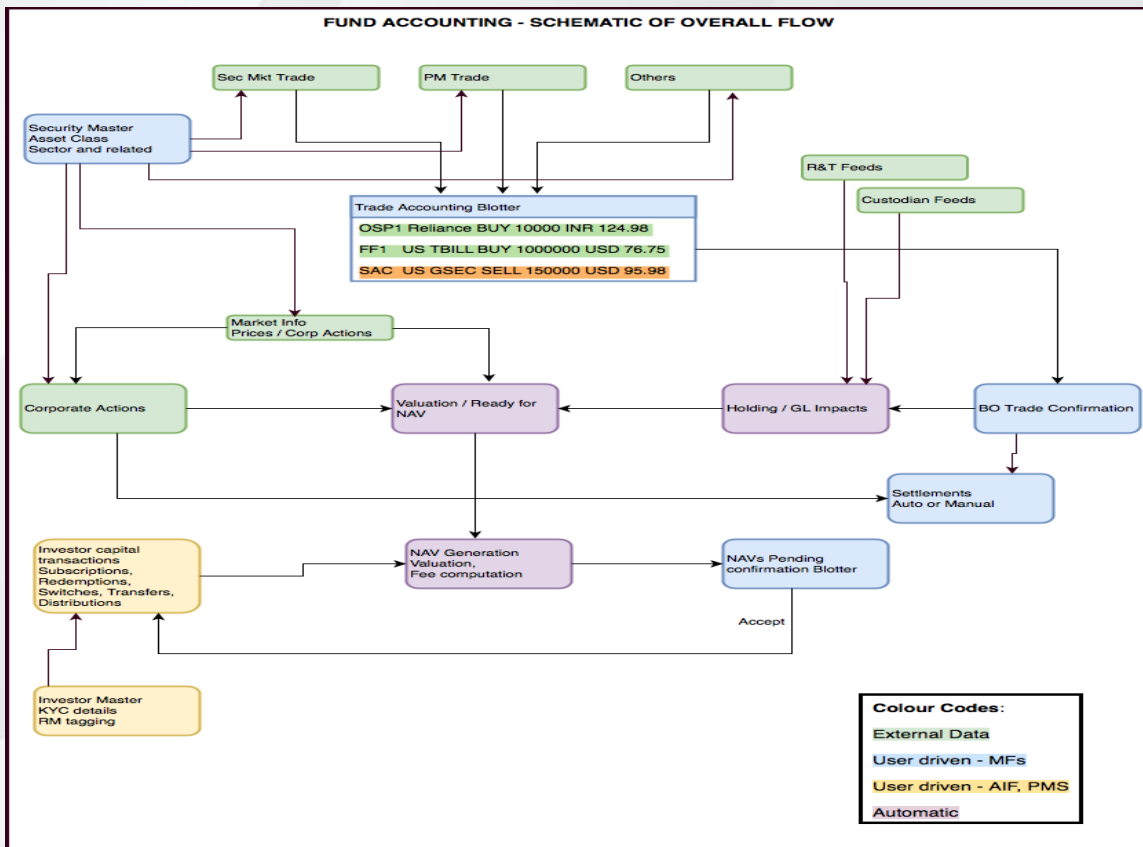 FUND ACCOUNTING - SCHEMATIC OF OVERALL FLOW
Sec Mkt Trade
PM Trade
Others
Security Master
Asset Class
Sector and related
R&T Feeds
Custodian Feeds
Trade Accounting Blotter
OSP1 Reliance BUY 10000 INR 124.98
FF1 US TBILL BUY 1000000 USD 76.75
SAC US GSEC SELL 150000 USD 95.98
Market Info
Prices / Corp Actions
Corporate Actions
Valuation / Ready for
NAV
Holding / GL Impacts
BO Trade Confirmation
Settlements
Auto or Manual
Investor capital
transactions
Subscriptions,
Redemptions,
Switches, Transfers,
Distributions
NAV Generation
Valuation,
Fee computation
NAVs Pending
confirmation Blotter
Accept
Investor Master
KYC details
RM tagging
Colour Codes:
External Data
User driven - MFs
User driven - AIF, PMS
Automatic